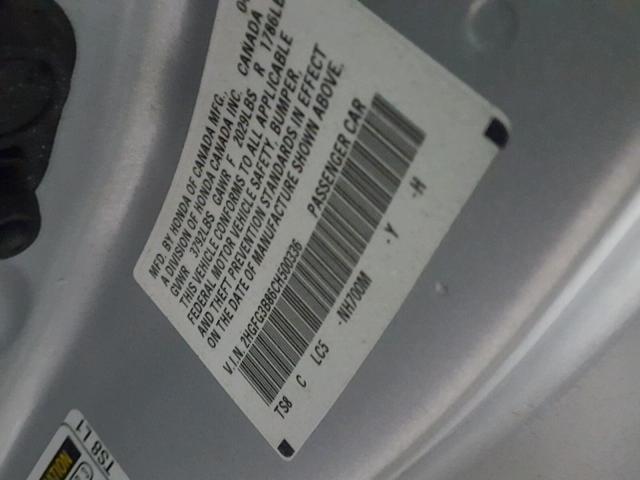 MFD. BY HONDA OF CANADA MFG.,
A DIVISION OF HONDA CANADA INC. CANADA
GVWR 3792LBS GAWR F 2029LBS R 1786LB
THIS VEHICLE CONFORMS TO ALL APPLICABLE
FEDERAL MOTOR VEHICLE SAFETY, BUMPER,
AND THEFT PREVENTION STANDARDS IN EFFECT
ON THE DATE OF MANUFACTURE SHOWN ABOVE.
V.I.N. 2HGFG3B86CH500336 PASSENGER CAR
TS8 C LC5 -NH700M -Y -H
TS8 L1